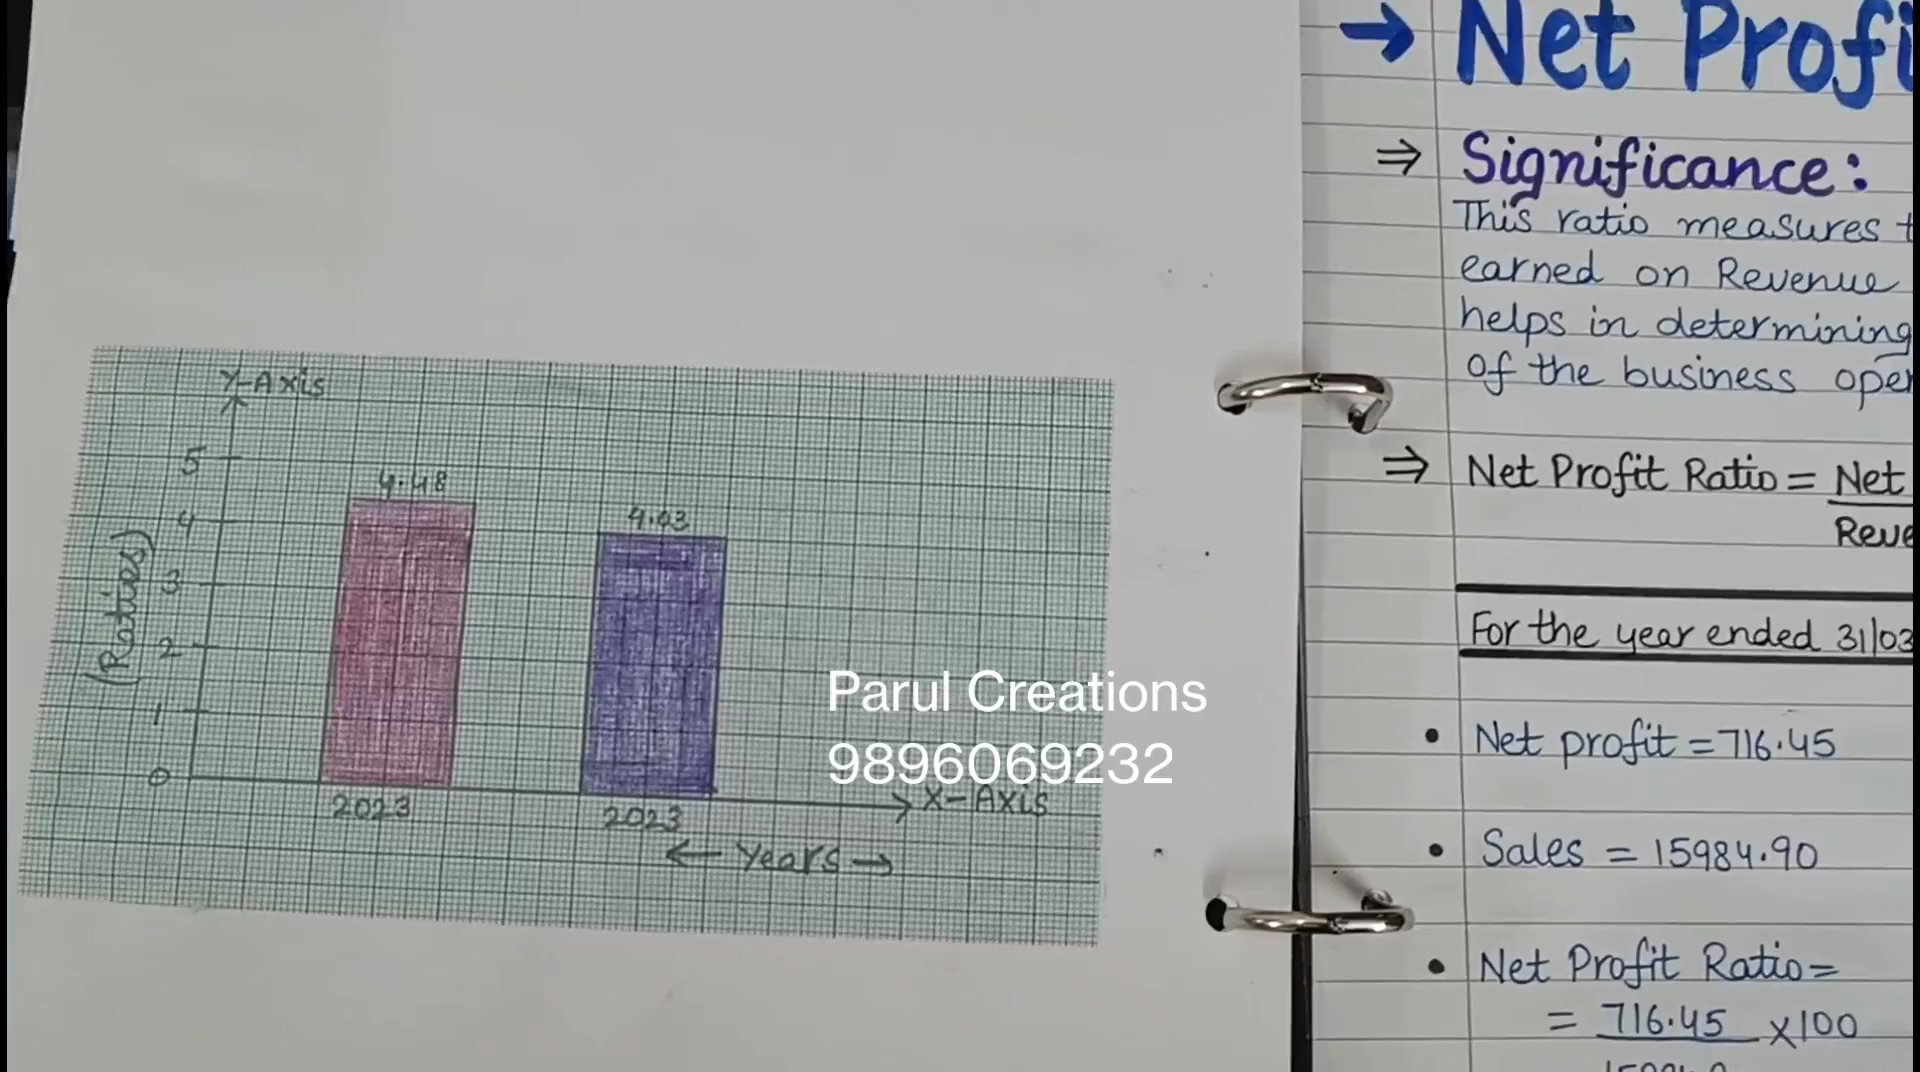 Y-Axis
5
4.48
4
4.03
3
(Ratios)
2
1
0
2023
2023
X-Axis
← Years →
Parul Creations
9896069232
→ Net Profi
⇒ Significance:
This ratio measures t
earned on Revenue
helps in determining
of the business oper
⇒ Net Profit Ratio = Net
Reve
For the year ended 31/03
• Net profit = 716.45
• Sales = 15984.90
• Net Profit Ratio =
= 716.45 ×100